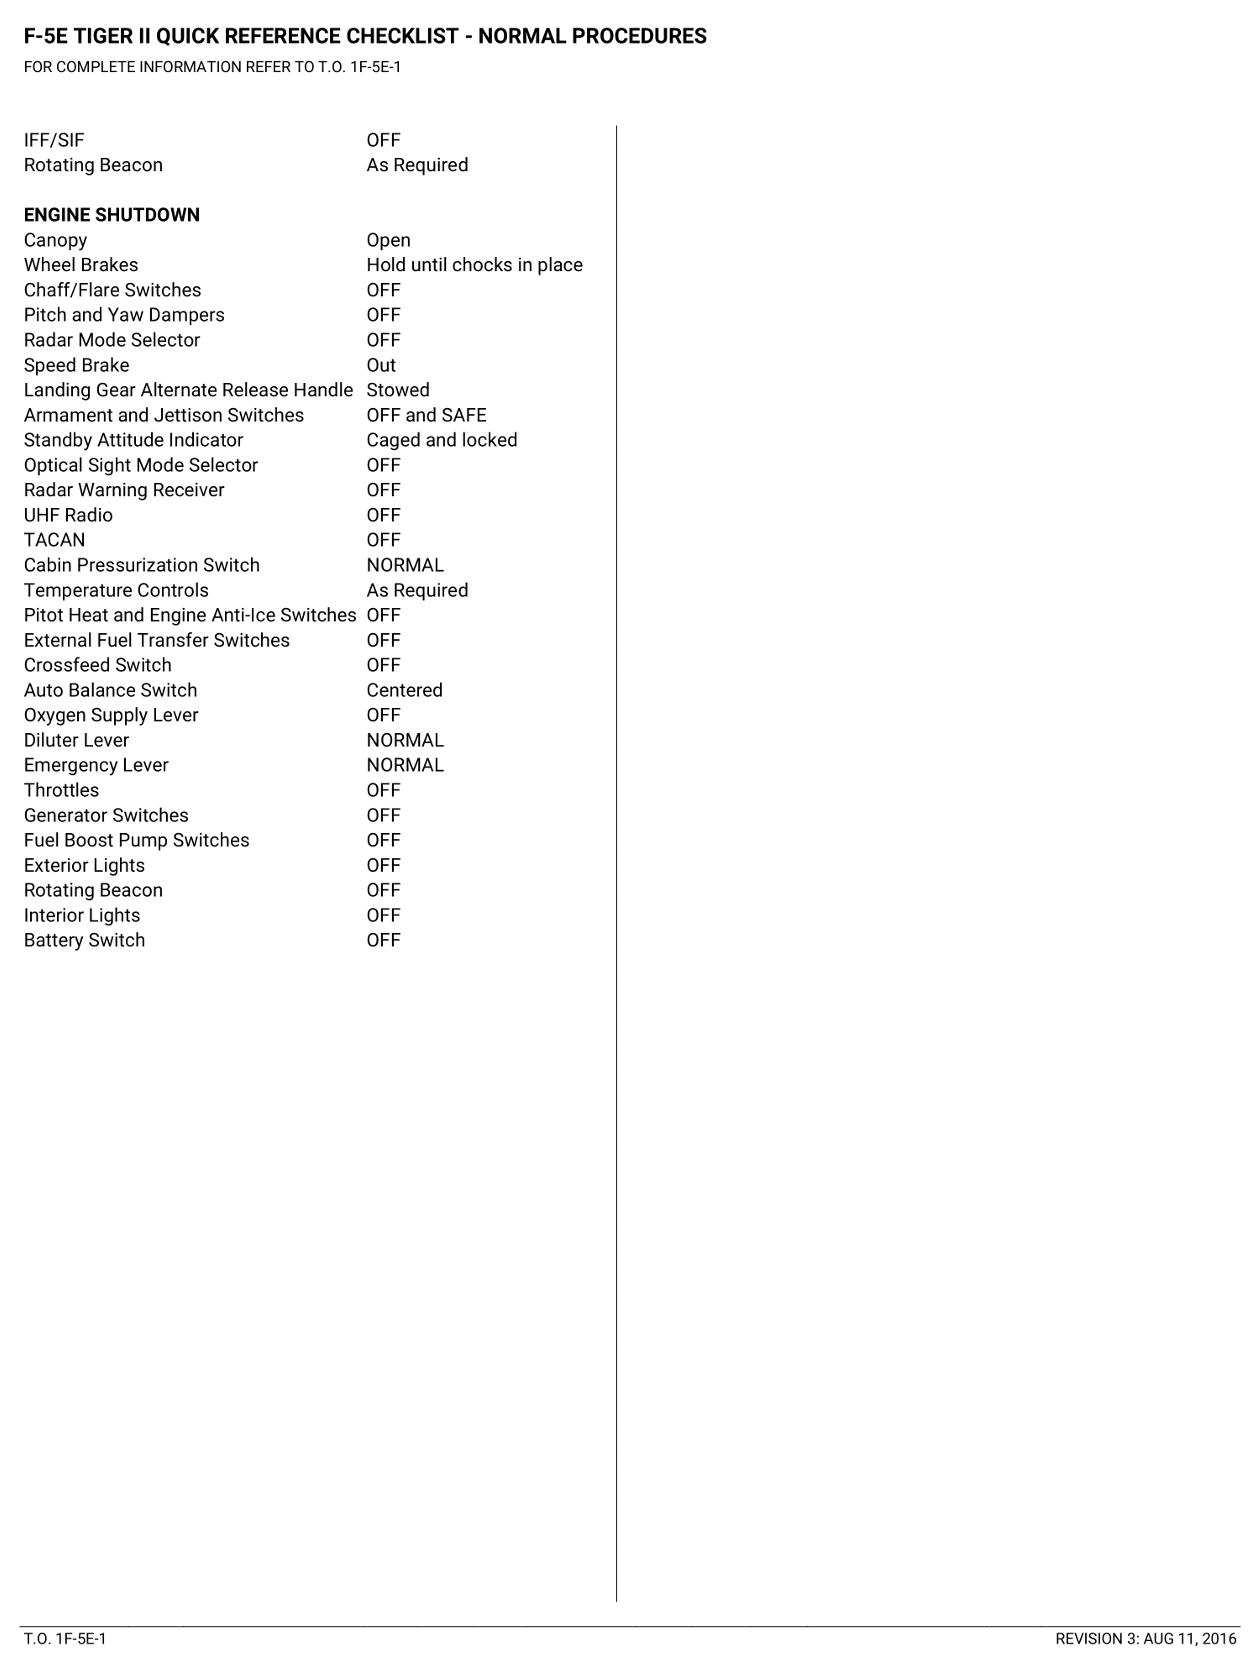 F-5E TIGER II QUICK REFERENCE CHECKLIST - NORMAL PROCEDURES
FOR COMPLETE INFORMATION REFER TO T.O. 1F-5E-1
IFF/SIF OFF
Rotating Beacon As Required
ENGINE SHUTDOWN
Canopy Open
Wheel Brakes Hold until chocks in place
Chaff/Flare Switches OFF
Pitch and Yaw Dampers OFF
Radar Mode Selector OFF
Speed Brake Out
Landing Gear Alternate Release Handle Stowed
Armament and Jettison Switches OFF and SAFE
Standby Attitude Indicator Caged and locked
Optical Sight Mode Selector OFF
Radar Warning Receiver OFF
UHF Radio OFF
TACAN OFF
Cabin Pressurization Switch NORMAL
Temperature Controls As Required
Pitot Heat and Engine Anti-Ice Switches OFF
External Fuel Transfer Switches OFF
Crossfeed Switch OFF
Auto Balance Switch Centered
Oxygen Supply Lever OFF
Diluter Lever NORMAL
Emergency Lever NORMAL
Throttles OFF
Generator Switches OFF
Fuel Boost Pump Switches OFF
Exterior Lights OFF
Rotating Beacon OFF
Interior Lights OFF
Battery Switch OFF
T.O. 1F-5E-1 REVISION 3: AUG 11, 2016